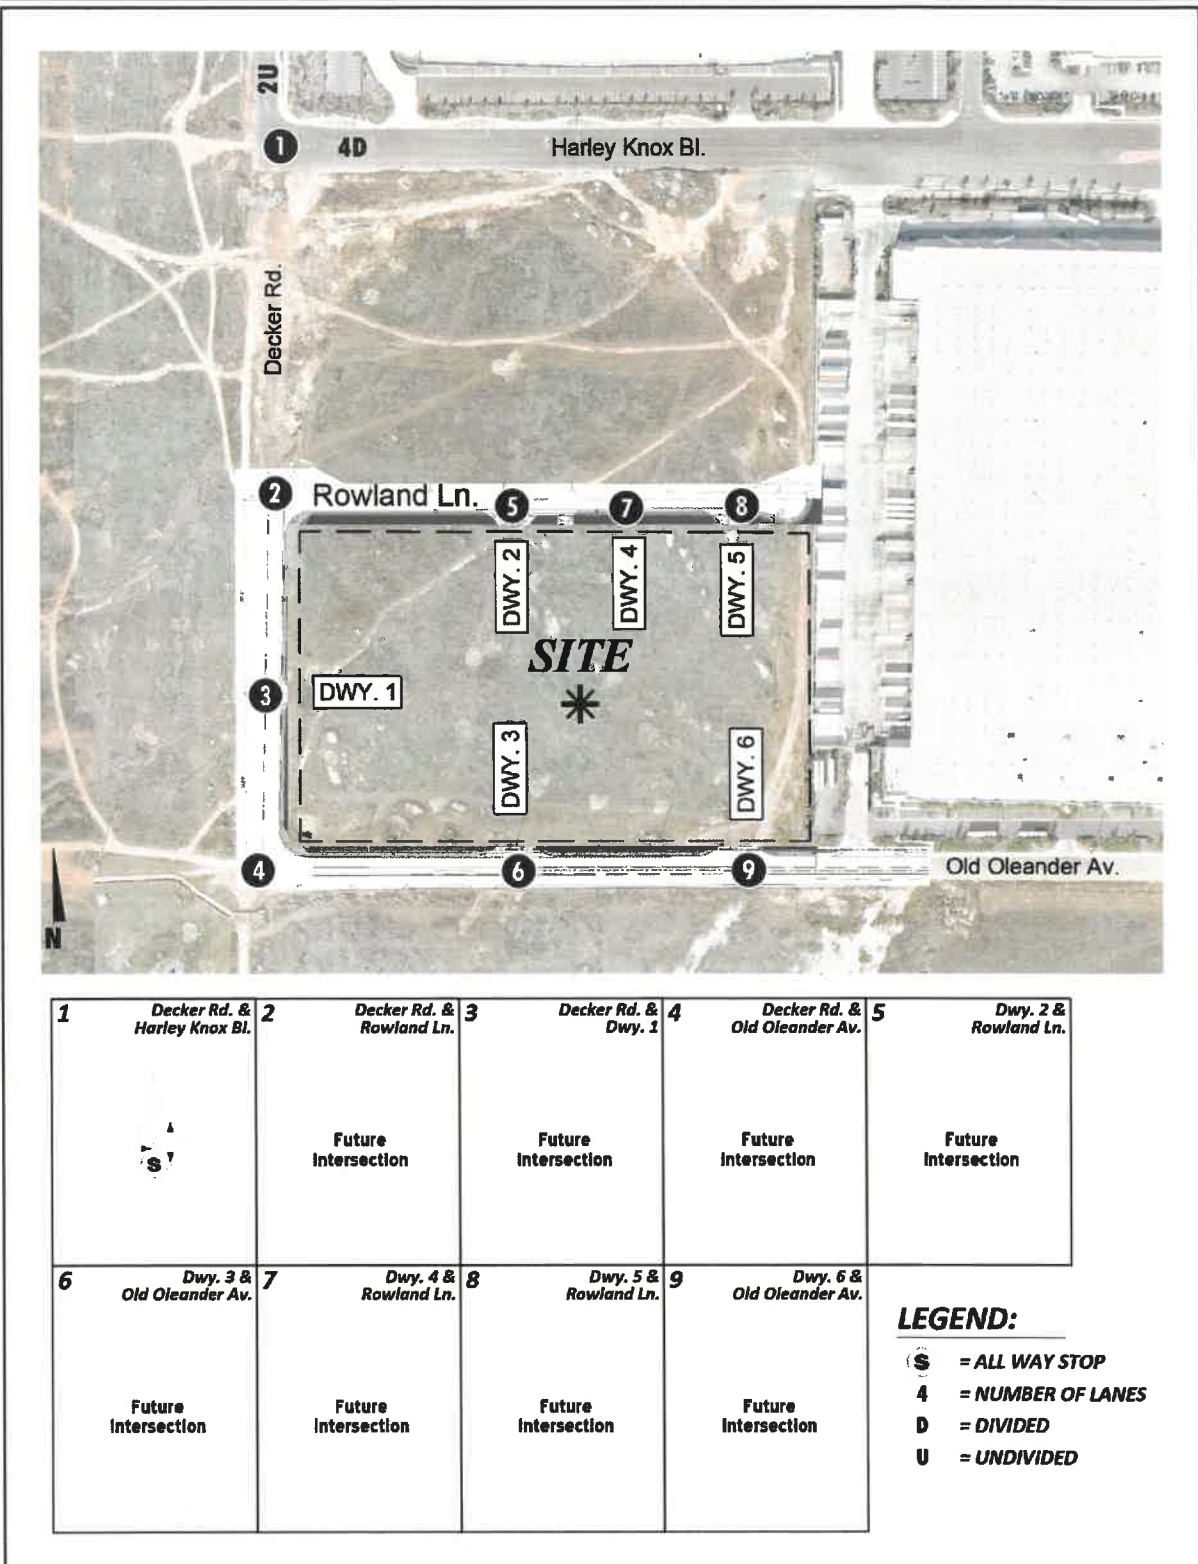 2U
1
4D
Harley Knox Bl.
Decker Rd.
2
Rowland Ln.
5
7
8
DWY. 2
DWY. 4
DWY. 5
SITE
3
DWY. 1
DWY. 3
DWY. 6
4
6
9
Old Oleander Av.
N
1
Decker Rd. &
Harley Knox Bl.
2
Decker Rd. &
Rowland Ln.
3
Decker Rd. &
Dwy. 1
4
Decker Rd. &
Old Oleander Av.
5
Dwy. 2 &
Rowland Ln.
S
Future
Intersection
Future
Intersection
Future
Intersection
Future
Intersection
6
Dwy. 3 &
Old Oleander Av.
7
Dwy. 4 &
Rowland Ln.
8
Dwy. 5 &
Rowland Ln.
9
Dwy. 6 &
Old Oleander Av.
Future
Intersection
Future
Intersection
Future
Intersection
Future
Intersection
LEGEND:
S = ALL WAY STOP
4 = NUMBER OF LANES
D = DIVIDED
U = UNDIVIDED